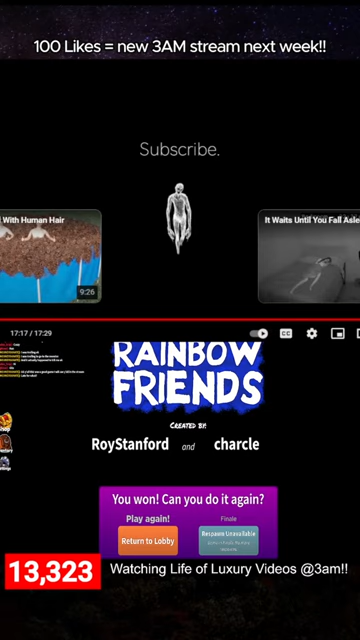 100 Likes = new 3AM stream next week!!
Subscribe.
With Human Hair
It Waits Until You Fall Asle
9:26
17:17 / 17:29
CC
RAINBOW
FRIENDS
CREATED BY:
RoyStanford and charcle
You won! Can you do it again?
Play again!
Finale
Return to Lobby
Respawn Unavailable
13,323
Watching Life of Luxury Videos @3am!!